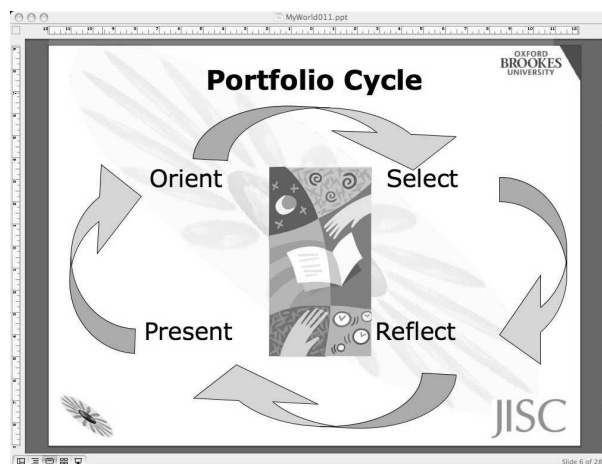 MyWorld011.ppt
OXFORD
BROOKES
UNIVERSITY
Portfolio Cycle
Orient
Select
Present
Reflect
JISC
Slide 6 of 28